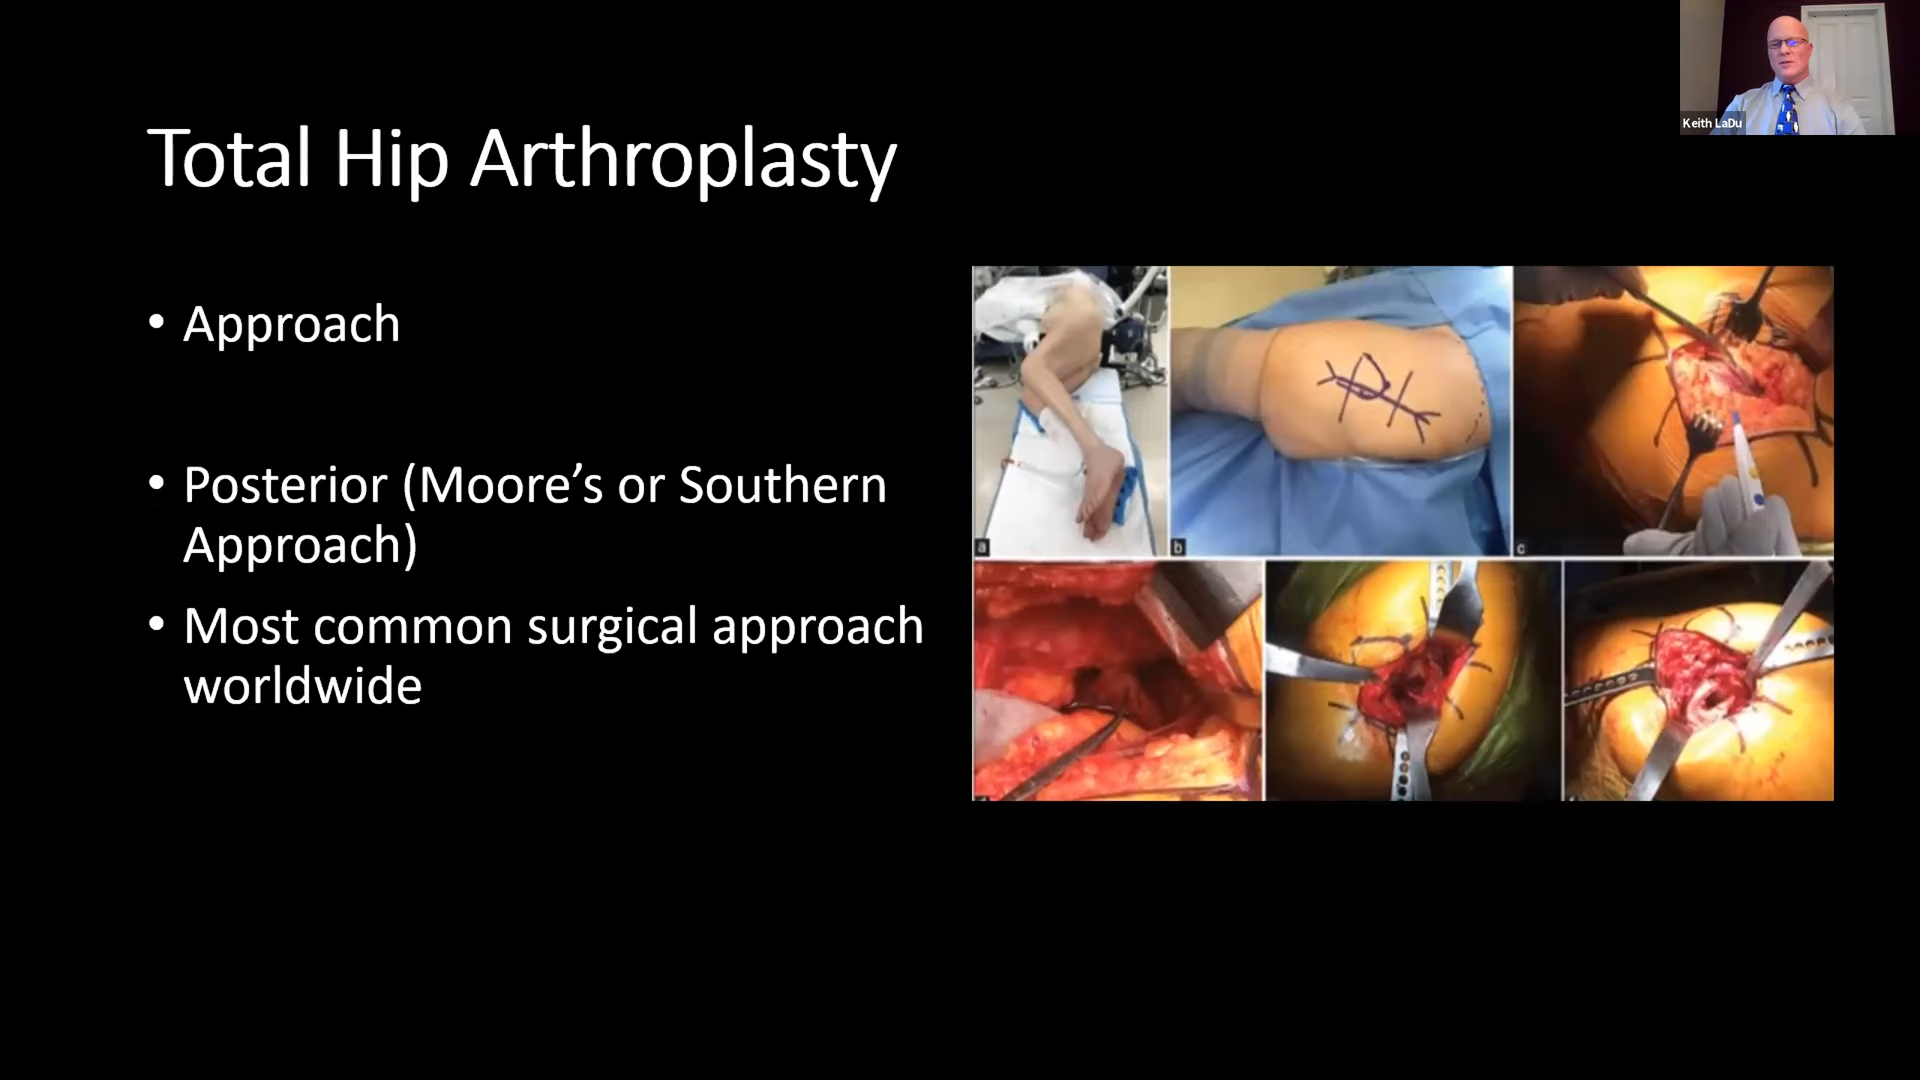 Keith LaDu
Total Hip Arthroplasty
• Approach
• Posterior (Moore’s or Southern
Approach)
• Most common surgical approach
worldwide
a
b
c